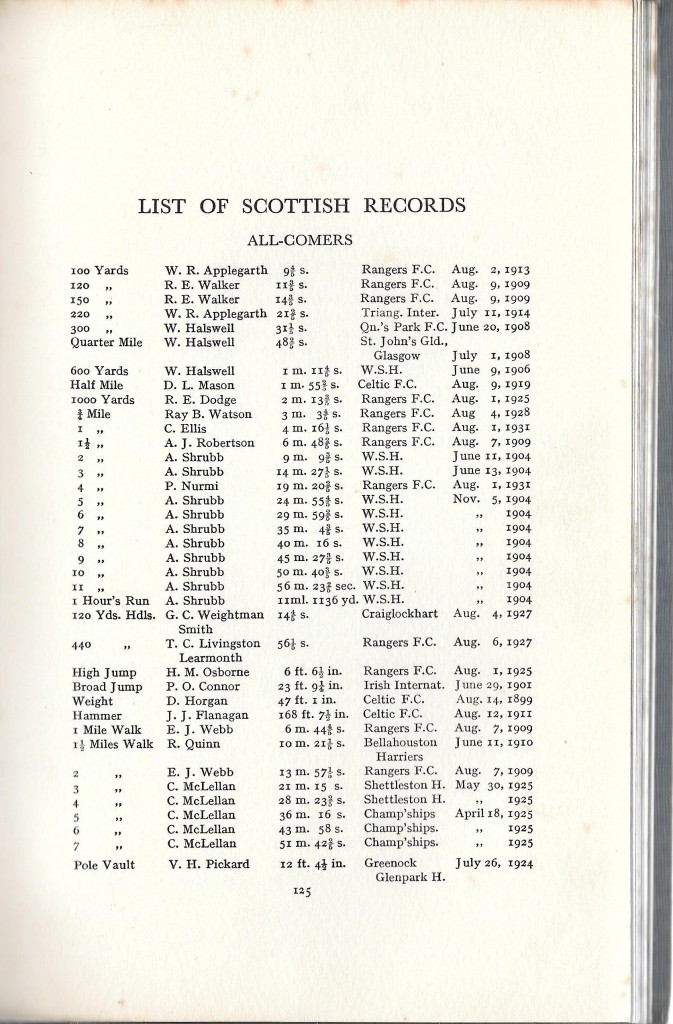 LIST OF SCOTTISH RECORDS
ALL-COMERS
100 Yards W. R. Applegarth 9⅘ s. Rangers F.C. Aug. 2, 1913
120 „ R. E. Walker 11⅗ s. Rangers F.C. Aug. 9, 1909
150 „ R. E. Walker 14⅗ s. Rangers F.C. Aug. 9, 1909
220 „ W. R. Applegarth 21⅗ s. Triang. Inter. July 11, 1914
300 „ W. Halswell 31⅕ s. Qn.'s Park F.C. June 20, 1908
Quarter Mile W. Halswell 48⅖ s. St. John's Gld.,
Glasgow July 1, 1908
600 Yards W. Halswell 1 m. 11⅘ s. W.S.H. June 9, 1906
Half Mile D. L. Mason 1 m. 55⅗ s. Celtic F.C. Aug. 9, 1919
1000 Yards R. E. Dodge 2 m. 13⅗ s. Rangers F.C. Aug. 1, 1925
¾ Mile Ray B. Watson 3 m. 3⅘ s. Rangers F.C. Aug 4, 1928
1 „ C. Ellis 4 m. 16⅕ s. Rangers F.C. Aug. 1, 1931
1½ „ A. J. Robertson 6 m. 48⅖ s. Rangers F.C. Aug. 7, 1909
2 „ A. Shrubb 9 m. 9⅗ s. W.S.H. June 11, 1904
3 „ A. Shrubb 14 m. 27⅕ s. W.S.H. June 13, 1904
4 „ P. Nurmi 19 m. 20⅖ s. Rangers F.C. Aug. 1, 1931
5 „ A. Shrubb 24 m. 55⅘ s. W.S.H. Nov. 5, 1904
6 „ A. Shrubb 29 m. 59⅖ s. W.S.H. „ 1904
7 „ A. Shrubb 35 m. 4⅗ s. W.S.H. „ 1904
8 „ A. Shrubb 40 m. 16 s. W.S.H. „ 1904
9 „ A. Shrubb 45 m. 27⅗ s. W.S.H. „ 1904
10 „ A. Shrubb 50 m. 40⅗ s. W.S.H. „ 1904
11 „ A. Shrubb 56 m. 23⅖ sec. W.S.H. „ 1904
1 Hour's Run A. Shrubb 11ml. 1136 yd. W.S.H. „ 1904
120 Yds. Hdls. G. C. Weightman 14⅘ s. Craiglockhart Aug. 4, 1927
Smith
440 „ T. C. Livingston 56⅕ s. Rangers F.C. Aug. 6, 1927
Learmonth
High Jump H. M. Osborne 6 ft. 6½ in. Rangers F.C. Aug. 1, 1925
Broad Jump P. O. Connor 23 ft. 9¼ in. Irish Internat. June 29, 1901
Weight D. Horgan 47 ft. 1 in. Celtic F.C. Aug. 14, 1899
Hammer J. J. Flanagan 168 ft. 7½ in. Celtic F.C. Aug. 12, 1911
1 Mile Walk E. J. Webb 6 m. 44⅘ s. Rangers F.C. Aug. 7, 1909
1½ Miles Walk R. Quinn 10 m. 21⅕ s. Bellahouston June 11, 1910
Harriers
2 „ E. J. Webb 13 m. 57⅕ s. Rangers F.C. Aug. 7, 1909
3 „ C. McLellan 21 m. 15 s. Shettleston H. May 30, 1925
4 „ C. McLellan 28 m. 23⅖ s. Shettleston H. „ 1925
5 „ C. McLellan 36 m. 16 s. Champ'ships April 18, 1925
6 „ C. McLellan 43 m. 58 s. Champ'ships. „ 1925
7 „ C. McLellan 51 m. 42⅗ s. Champ'ships. „ 1925
Pole Vault V. H. Pickard 12 ft. 4½ in. Greenock July 26, 1924
Glenpark H.
125